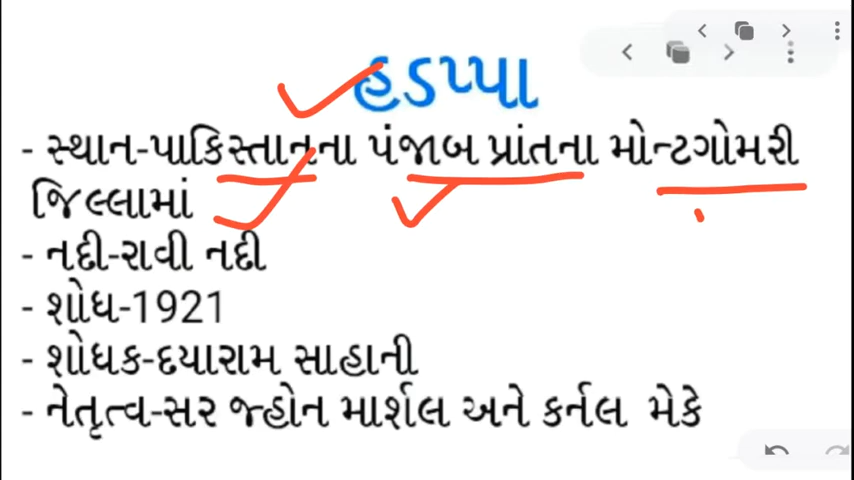 હડપ્પા
- સ્થાન-પાકિસ્તાનના પંજાબ પ્રાંતના મોન્ટગોમરી
જિલ્લામાં
- નદી-રાવી નદી
- શોધ-1921
- શોધક-દયારામ સાહાની
- નેતૃત્વ-સર જ્હોન માર્શલ અને કર્નલ મેકે